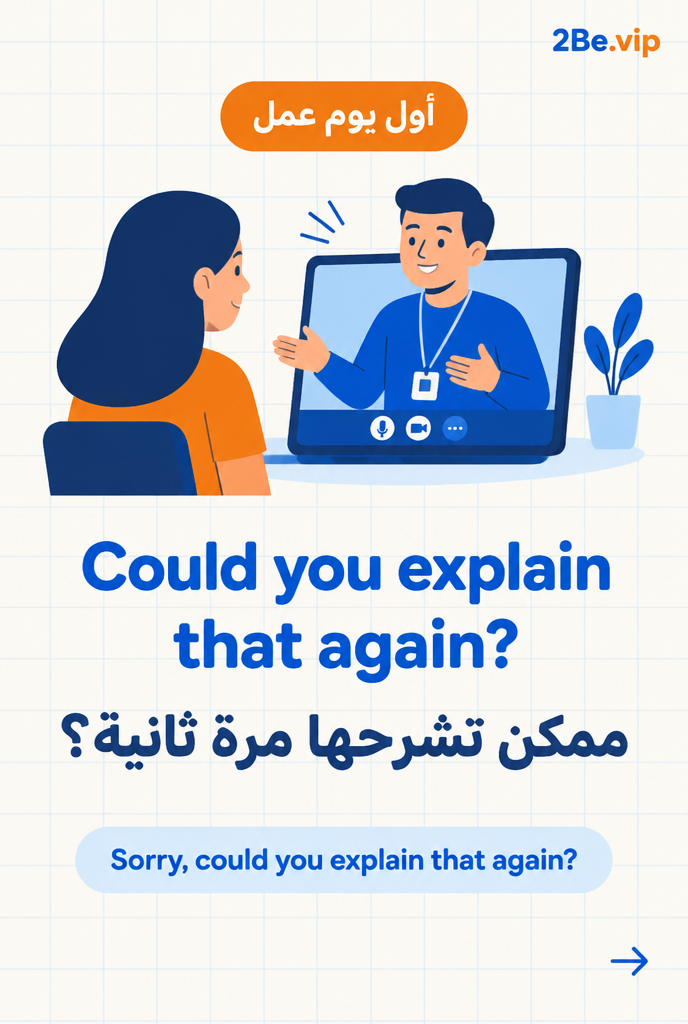 2Be.vip
أول يوم عمل
Could you explain
that again?
ممكن تشرحها مرة ثانية؟
Sorry, could you explain that again?